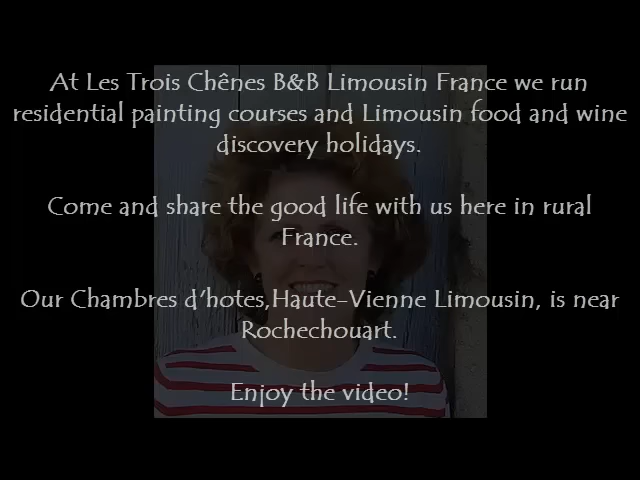 At Les Trois Chênes B&B Limousin France we run
residential painting courses and Limousin food and wine
discovery holidays.
Come and share the good life with us here in rural
France.
Our Chambres d'hotes,Haute-Vienne Limousin, is near
Rochechouart.
Enjoy the video!